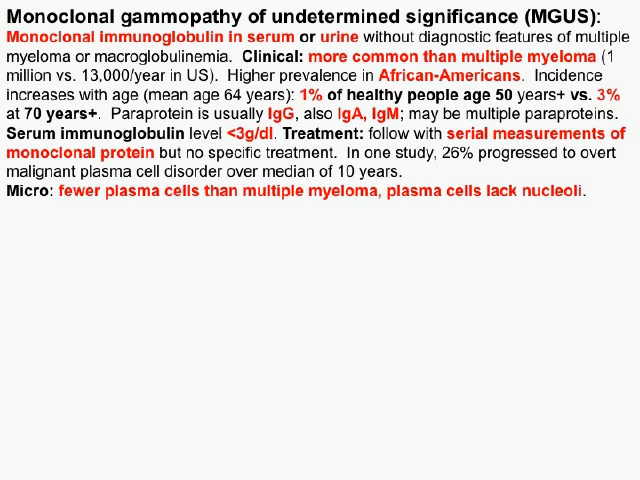 Monoclonal gammopathy of undetermined significance (MGUS):
Monoclonal immunoglobulin in serum or urine without diagnostic features of multiple
myeloma or macroglobulinemia.  Clinical: more common than multiple myeloma (1
million vs. 13,000/year in US).  Higher prevalence in African-Americans.  Incidence
increases with age (mean age 64 years): 1% of healthy people age 50 years+ vs. 3%
at 70 years+.  Paraprotein is usually IgG, also IgA, IgM; may be multiple paraproteins.
Serum immunoglobulin level <3g/dl. Treatment: follow with serial measurements of
monoclonal protein but no specific treatment.  In one study, 26% progressed to overt
malignant plasma cell disorder over median of 10 years.
Micro: fewer plasma cells than multiple myeloma, plasma cells lack nucleoli.